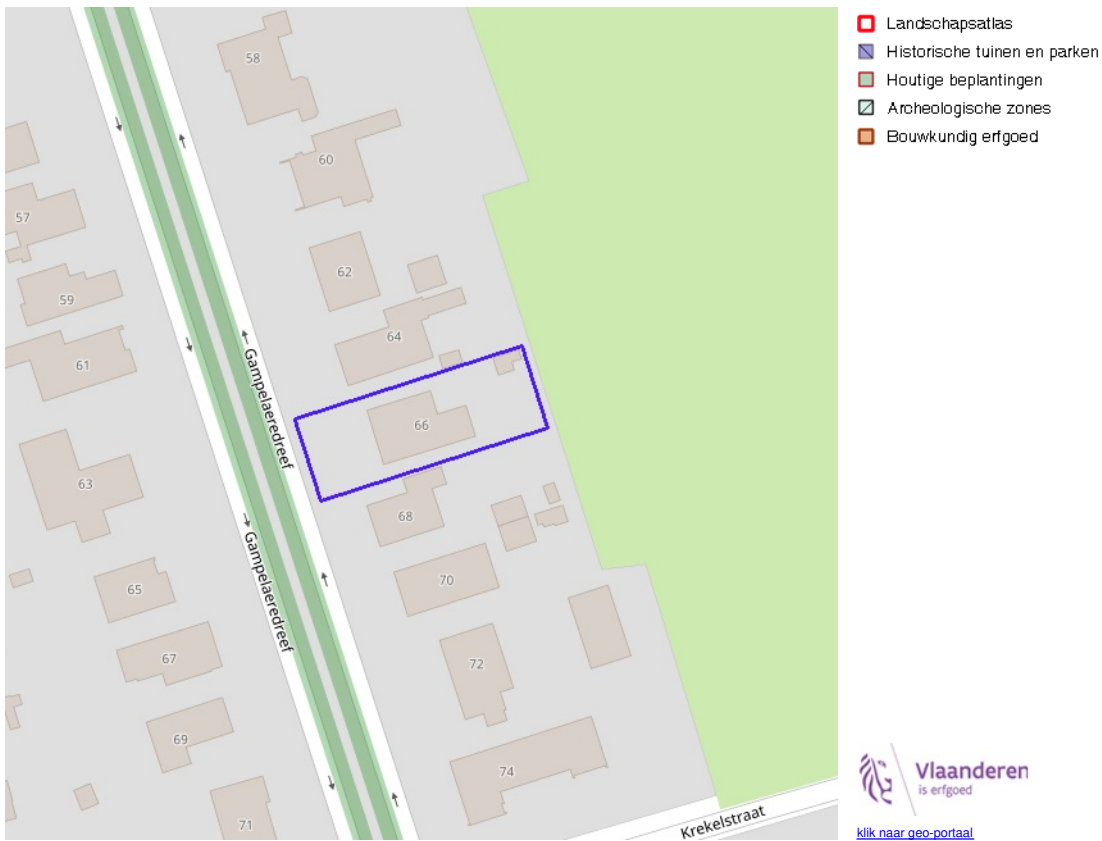 58
60
57
62
59
64
61
Gampelaeredreef
66
63
68
Gampelaeredreef
70
65
67
72
69
74
71
Krekelstraat
Landschapsatlas
Historische tuinen en parken
Houtige beplantingen
Archeologische zones
Bouwkundig erfgoed
Vlaanderen
is erfgoed
klik naar geo-portaal